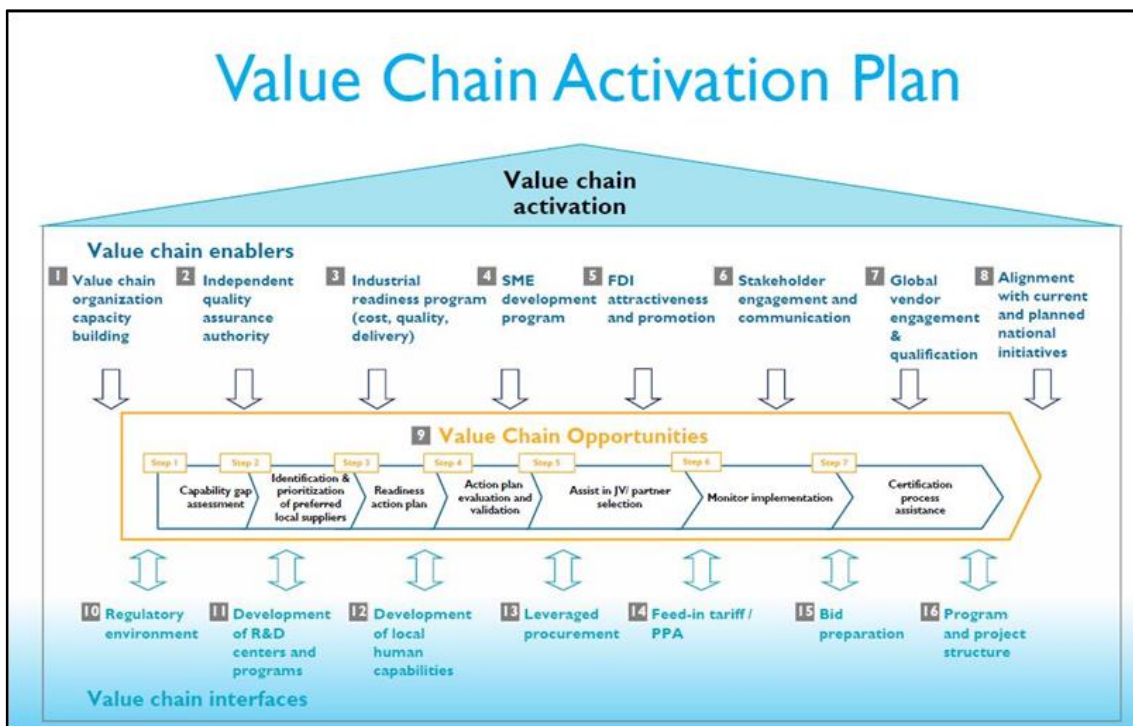 Value Chain Activation Plan
Value chain
activation
Value chain enablers
1 Value chain
organization
capacity
building
2 Independent
quality
assurance
authority
3 Industrial
readiness program
(cost, quality,
delivery)
4 SME
development
program
5 FDI
attractiveness
and promotion
6 Stakeholder
engagement and
communication
7 Global
vendor
engagement
&
qualification
8 Alignment
with current
and planned
national
initiatives
9 Value Chain Opportunities
Step 1
Capability gap
assessment
Step 2
Identification &
prioritization
of preferred
local suppliers
Step 3
Readiness
action plan
Step 4
Action plan
evaluation and
validation
Step 5
Assist in JV/ partner
selection
Step 6
Monitor implementation
Step 7
Certification
process
assistance
10 Regulatory
environment
11 Development
of R&D
centers and
programs
12 Development
of local
human
capabilities
13 Leveraged
procurement
14 Feed-in tariff /
PPA
15 Bid
preparation
16 Program
and project
structure
Value chain interfaces